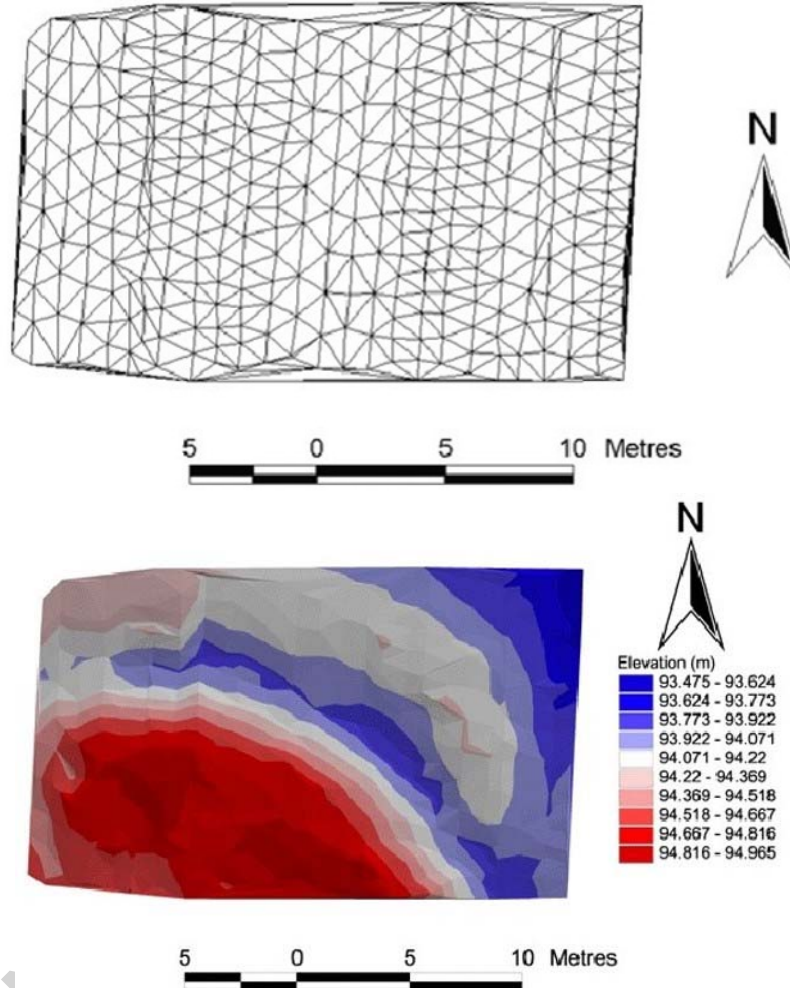 N
5 0 5 10 Metres
N
Elevation (m)
93.475 - 93.624
93.624 - 93.773
93.773 - 93.922
93.922 - 94.071
94.071 - 94.22
94.22 - 94.369
94.369 - 94.518
94.518 - 94.667
94.667 - 94.816
94.816 - 94.965
5 0 5 10 Metres